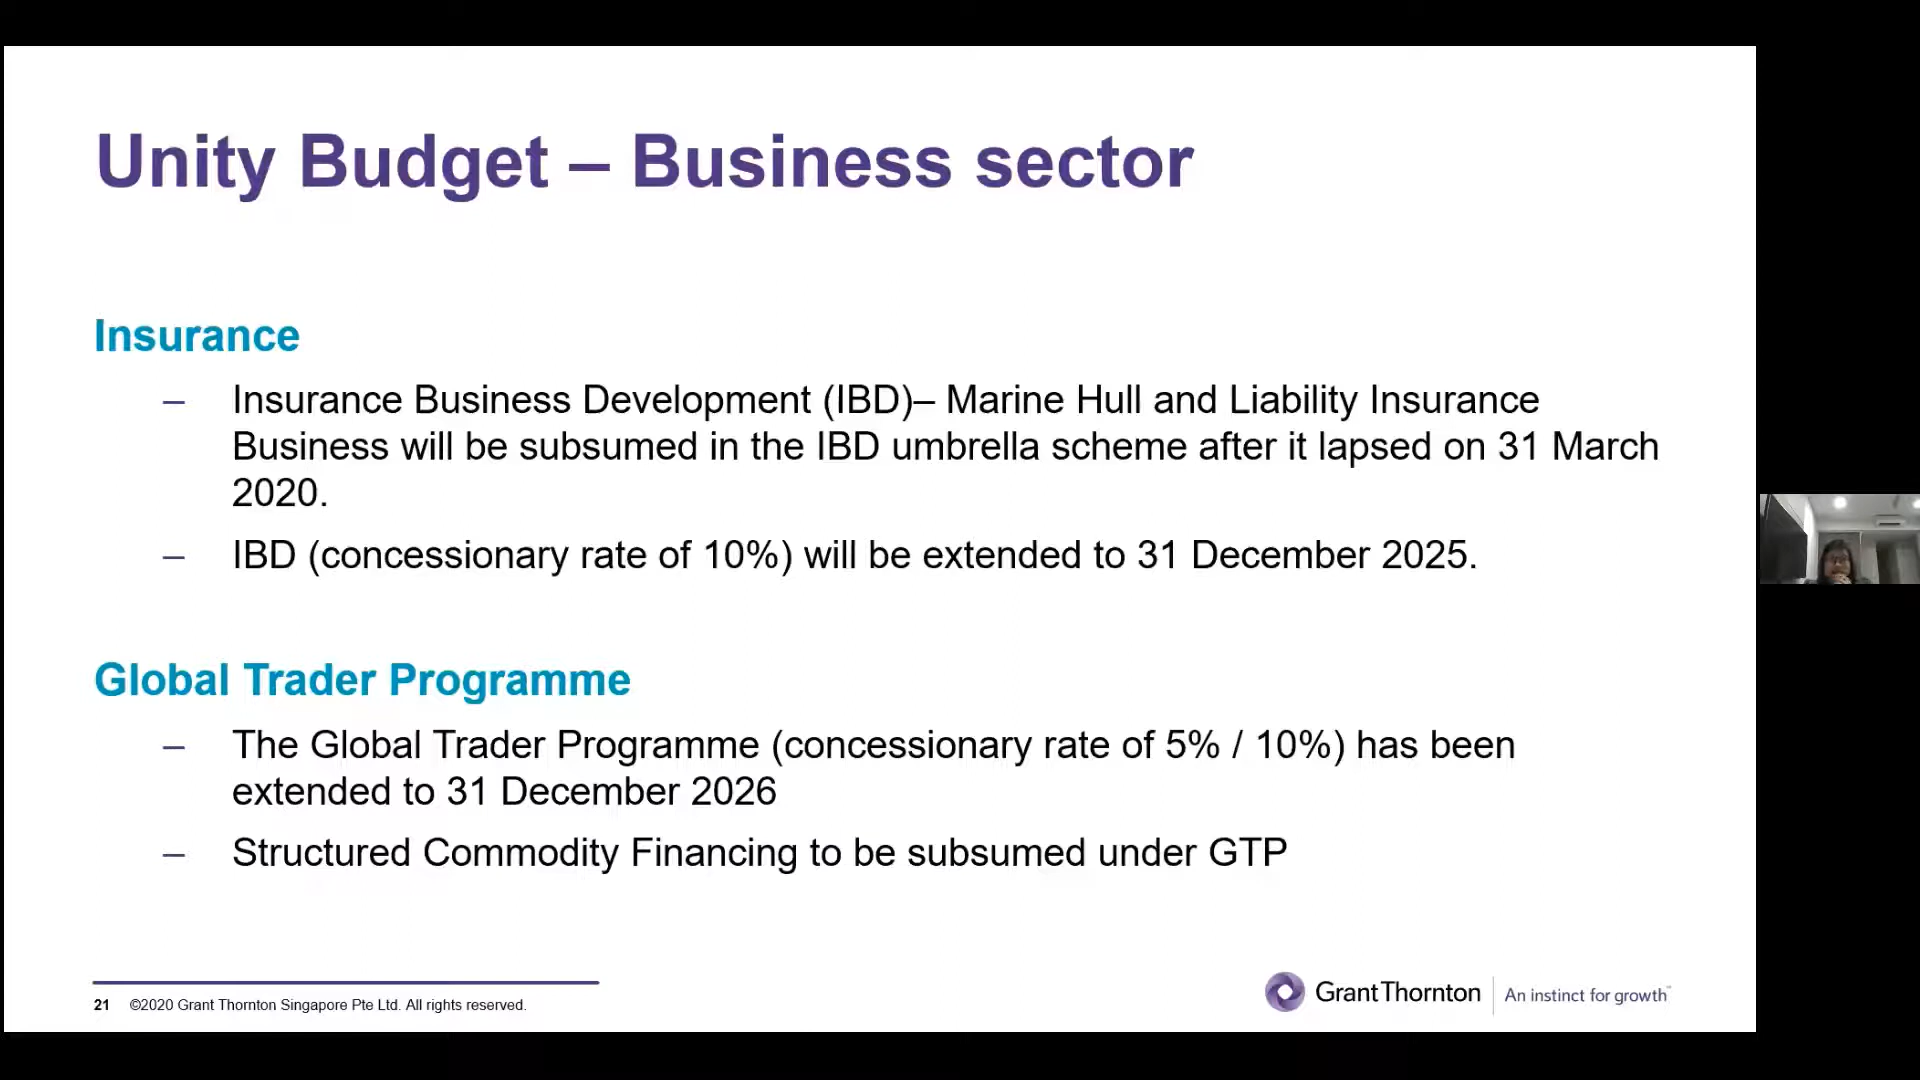 Unity Budget – Business sector
Insurance
– Insurance Business Development (IBD)– Marine Hull and Liability Insurance
Business will be subsumed in the IBD umbrella scheme after it lapsed on 31 March
2020.
– IBD (concessionary rate of 10%) will be extended to 31 December 2025.
Global Trader Programme
– The Global Trader Programme (concessionary rate of 5% / 10%) has been
extended to 31 December 2026
– Structured Commodity Financing to be subsumed under GTP
21 ©2020 Grant Thornton Singapore Pte Ltd. All rights reserved.
Grant Thornton An instinct for growth™